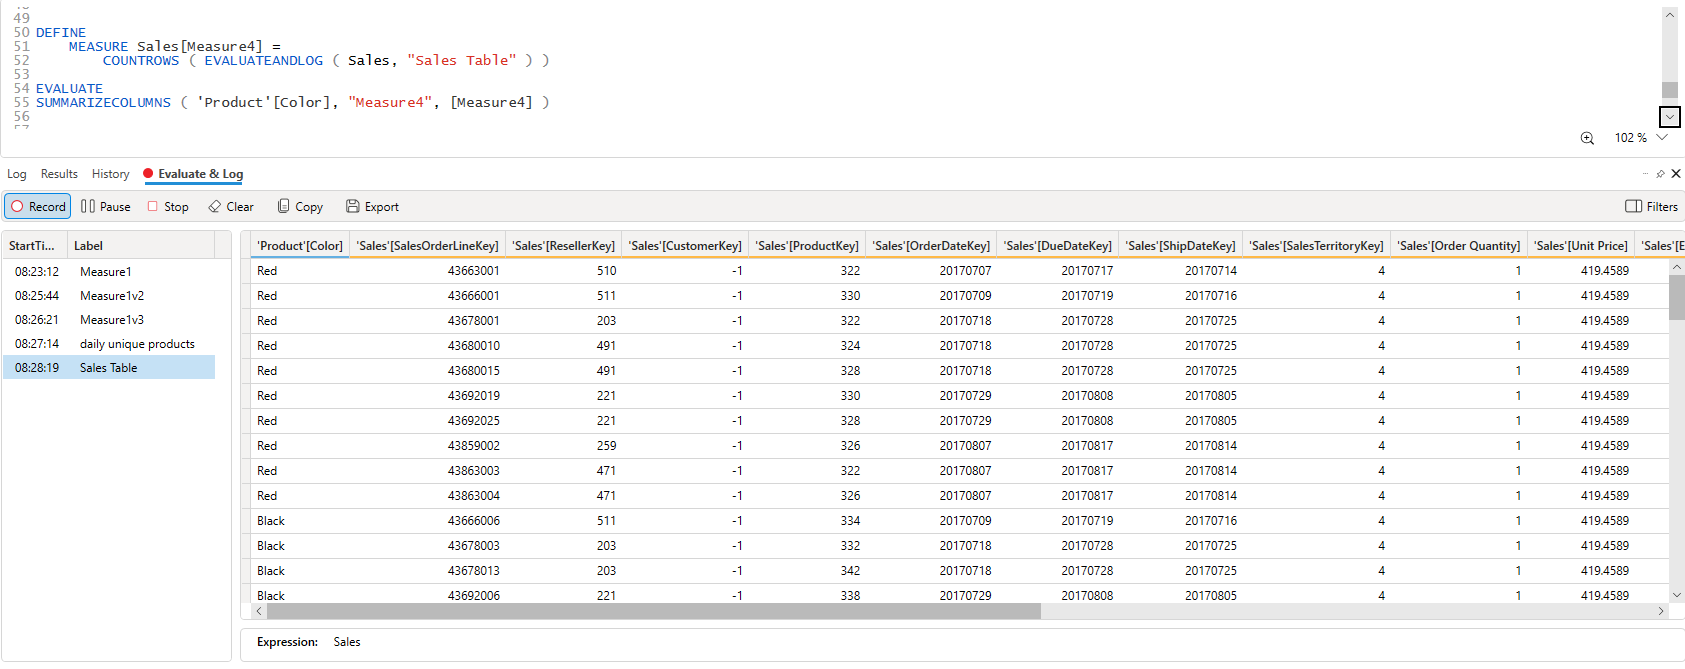 49
50 DEFINE
51 MEASURE Sales[Measure4] =
52 COUNTROWS ( EVALUATEANDLOG ( Sales, "Sales Table" ) )
53
54 EVALUATE
55 SUMMARIZECOLUMNS ( 'Product'[Color], "Measure4", [Measure4] )
56
102 %
Log Results History Evaluate & Log
Record Pause Stop Clear Copy Export Filters
StartTi... Label
08:23:12 Measure1
08:25:44 Measure1v2
08:26:21 Measure1v3
08:27:14 daily unique products
08:28:19 Sales Table
'Product'[Color] 'Sales'[SalesOrderLineKey] 'Sales'[ResellerKey] 'Sales'[CustomerKey] 'Sales'[ProductKey] 'Sales'[OrderDateKey] 'Sales'[DueDateKey] 'Sales'[ShipDateKey] 'Sales'[SalesTerritoryKey] 'Sales'[Order Quantity] 'Sales'[Unit Price] 'Sales'[E
Red 43663001 510 -1 322 20170707 20170717 20170714 4 1 419.4589
Red 43666001 511 -1 330 20170709 20170719 20170716 4 1 419.4589
Red 43678001 203 -1 322 20170718 20170728 20170725 4 1 419.4589
Red 43680010 491 -1 324 20170718 20170728 20170725 4 1 419.4589
Red 43680015 491 -1 328 20170718 20170728 20170725 4 1 419.4589
Red 43692019 221 -1 330 20170729 20170808 20170805 4 1 419.4589
Red 43692025 221 -1 328 20170729 20170808 20170805 4 1 419.4589
Red 43859002 259 -1 326 20170807 20170817 20170814 4 1 419.4589
Red 43863003 471 -1 322 20170807 20170817 20170814 4 1 419.4589
Red 43863004 471 -1 326 20170807 20170817 20170814 4 1 419.4589
Black 43666006 511 -1 334 20170709 20170719 20170716 4 1 419.4589
Black 43678003 203 -1 332 20170718 20170728 20170725 4 1 419.4589
Black 43678013 203 -1 342 20170718 20170728 20170725 4 1 419.4589
Black 43692006 221 -1 338 20170729 20170808 20170805 4 1 419.4589
Expression: Sales